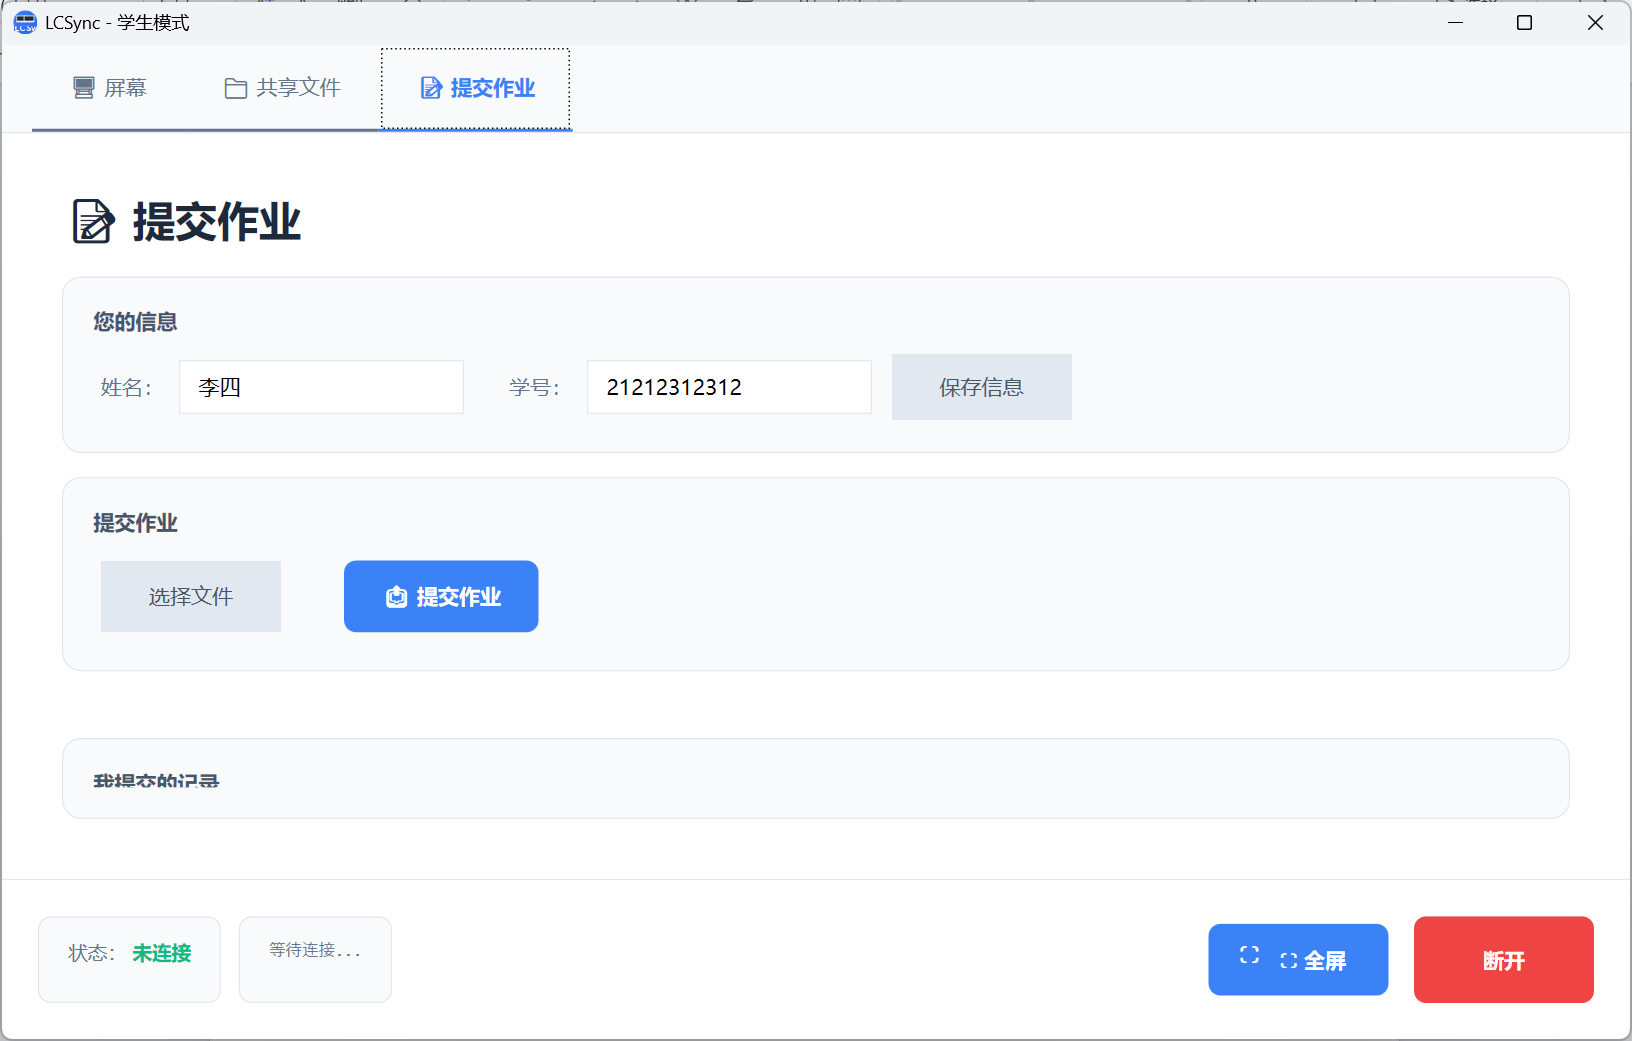 LCSync - 学生模式
屏幕 共享文件 提交作业
提交作业
您的信息
姓名： 李四 学号： 21212312312 保存信息
提交作业
选择文件 提交作业
我提交的记录
状态： 未连接 等待连接... 全屏 断开